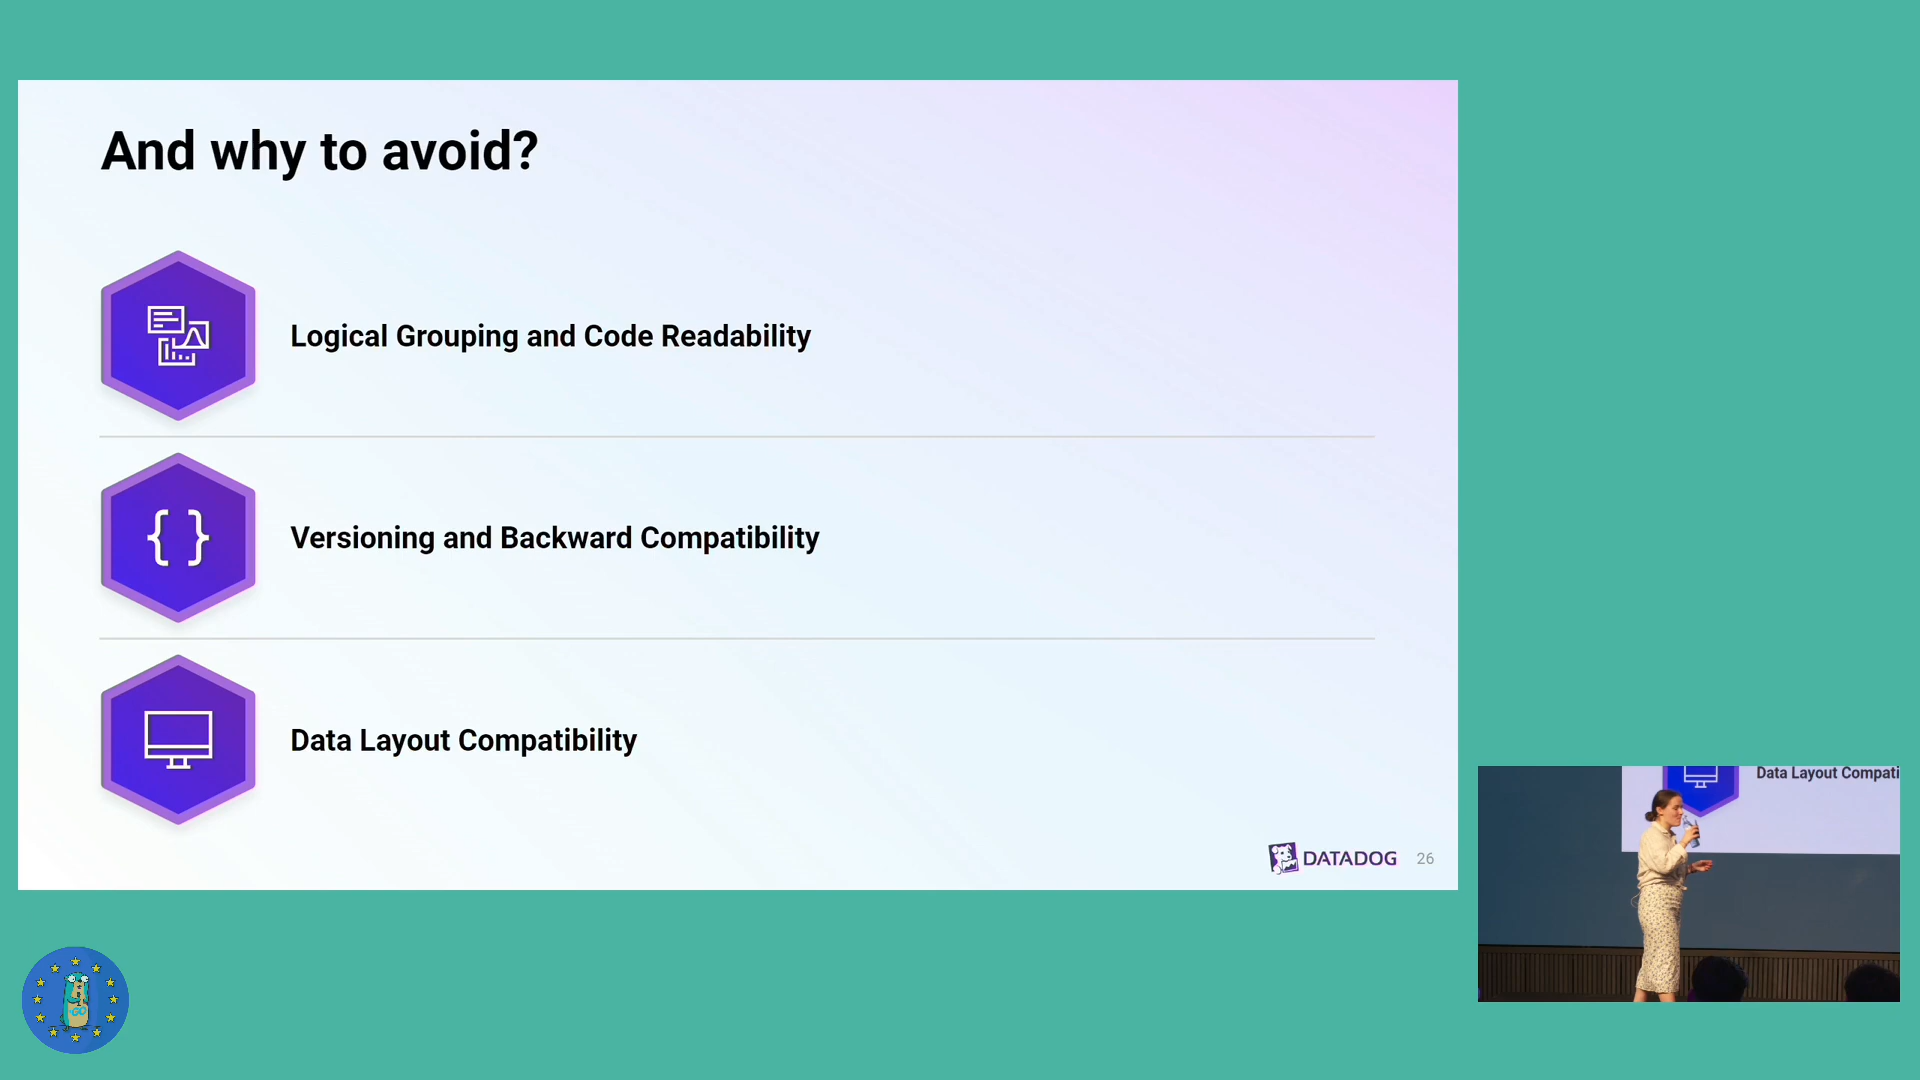 And why to avoid?
Logical Grouping and Code Readability
Versioning and Backward Compatibility
Data Layout Compatibility
DATADOG 26
Data Layout Compati
GO